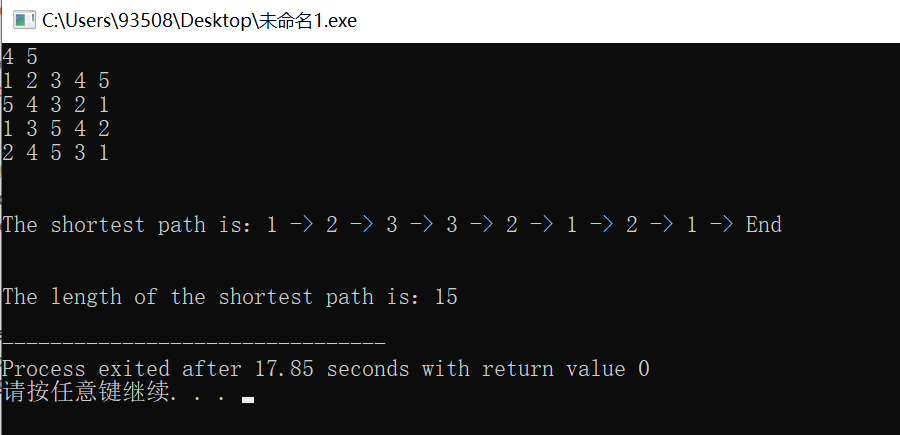 C:\Users\93508\Desktop\未命名1.exe
4 5
1 2 3 4 5
5 4 3 2 1
1 3 5 4 2
2 4 5 3 1
The shortest path is: 1 -> 2 -> 3 -> 3 -> 2 -> 1 -> 2 -> 1 -> End
The length of the shortest path is: 15
--------------------------------
Process exited after 17.85 seconds with return value 0
请按任意键继续. . .